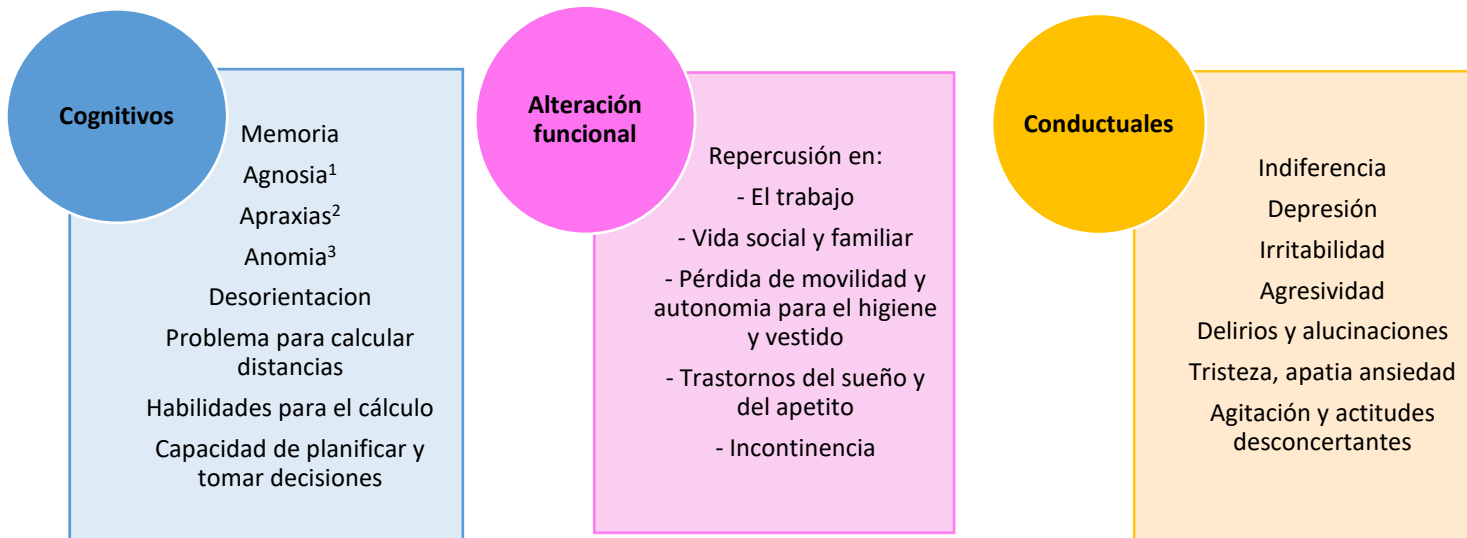 Cognitivos
Memoria
Agnosia¹
Apraxias²
Anomia³
Desorientacion
Problema para calcular
distancias
Habilidades para el cálculo
Capacidad de planificar y
tomar decisiones
Alteración
funcional
Repercusión en:
- El trabajo
- Vida social y familiar
- Pérdida de movilidad y
autonomia para el higiene
y vestido
- Trastornos del sueño y
del apetito
- Incontinencia
Conductuales
Indiferencia
Depresión
Irritabilidad
Agresividad
Delirios y alucinaciones
Tristeza, apatia ansiedad
Agitación y actitudes
desconcertantes